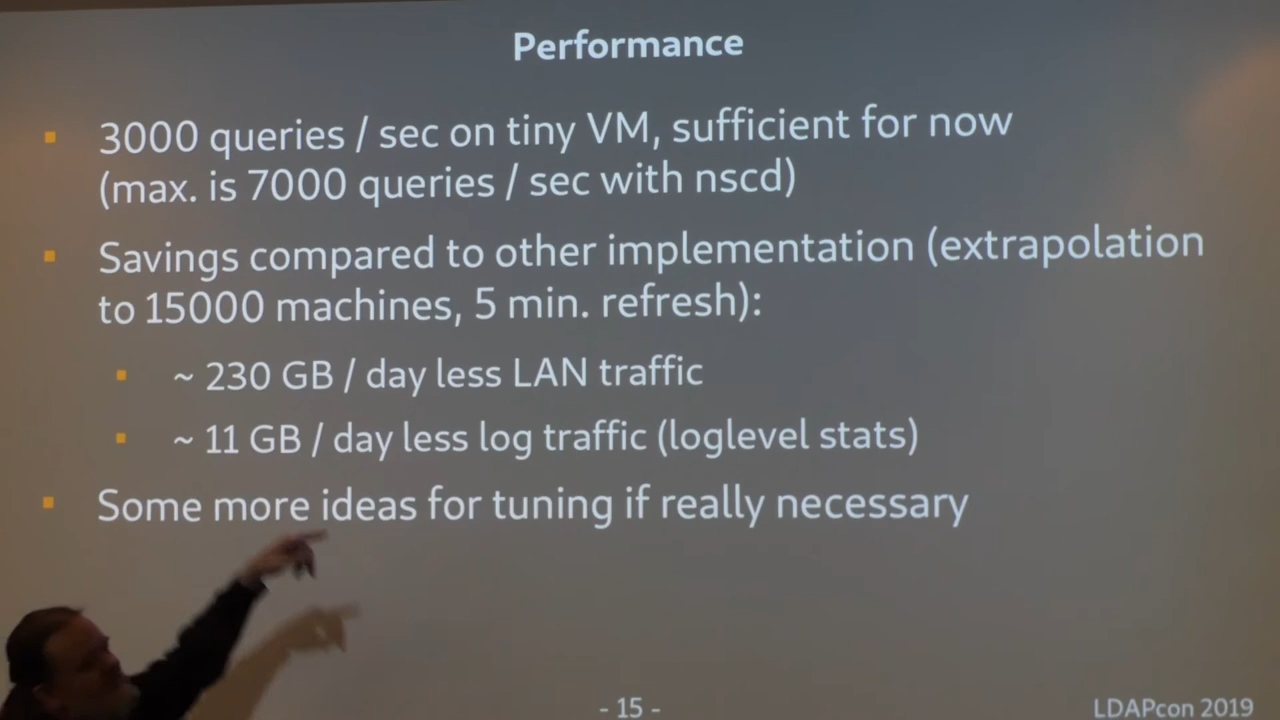 Performance
▪ 3000 queries / sec on tiny VM, sufficient for now
(max. is 7000 queries / sec with nscd)
▪ Savings compared to other implementation (extrapolation
to 15000 machines, 5 min. refresh):
▪ ~ 230 GB / day less LAN traffic
▪ ~ 11 GB / day less log traffic (loglevel stats)
▪ Some more ideas for tuning if really necessary
- 15 -
LDAPcon 2019